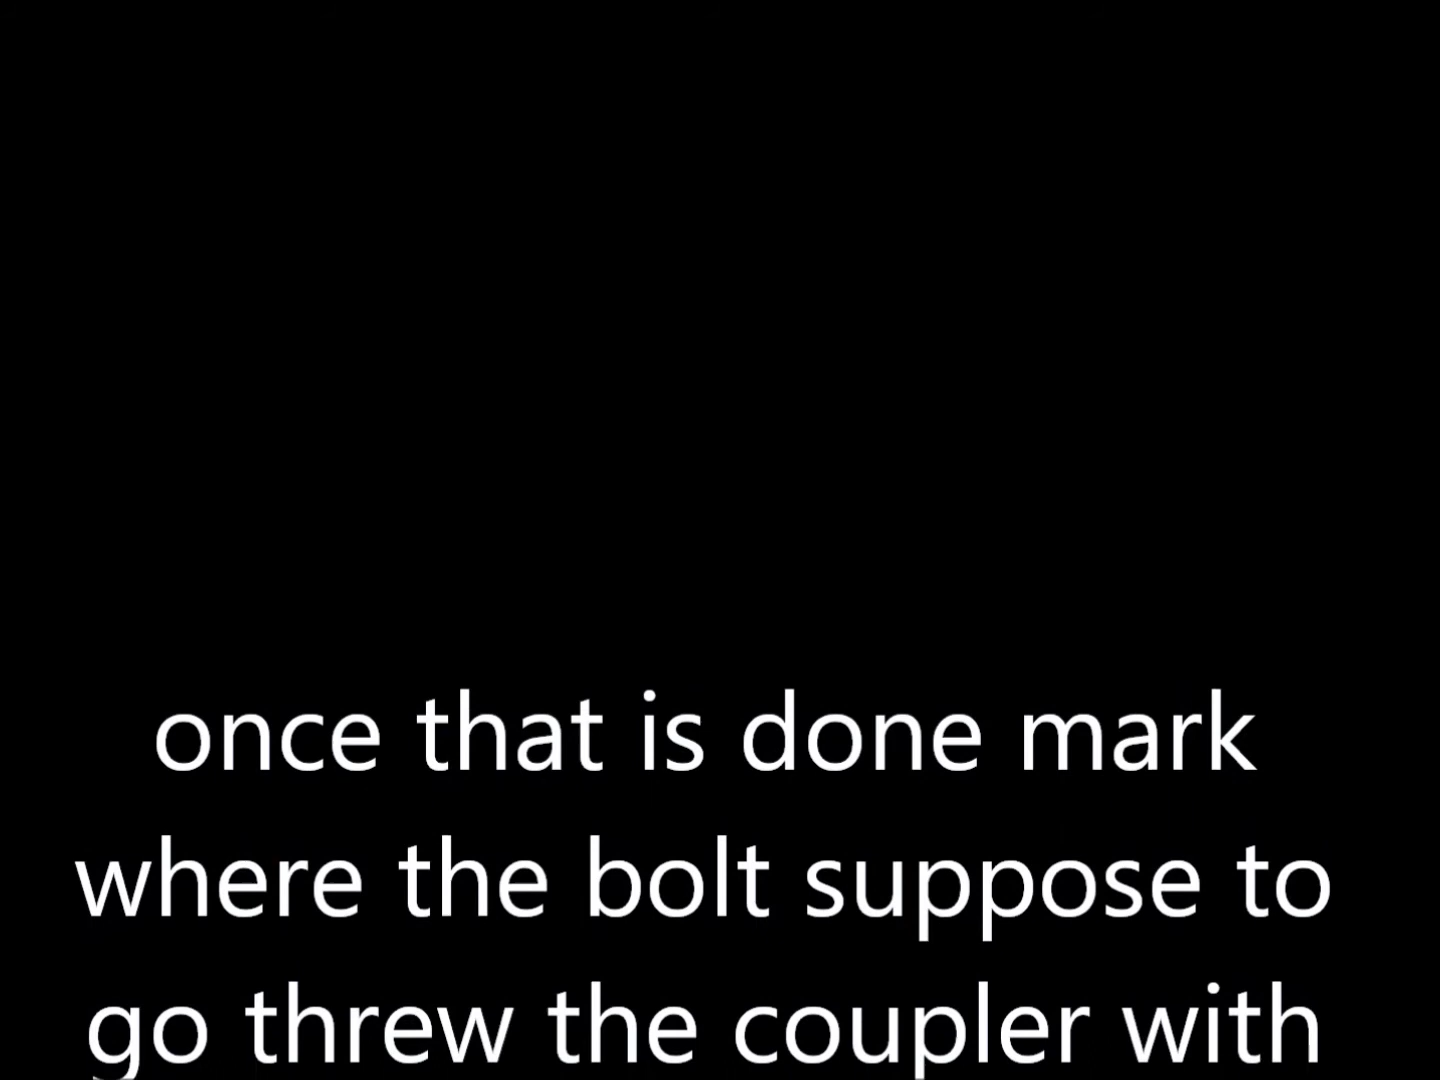 once that is done mark
where the bolt suppose to
go threw the coupler with